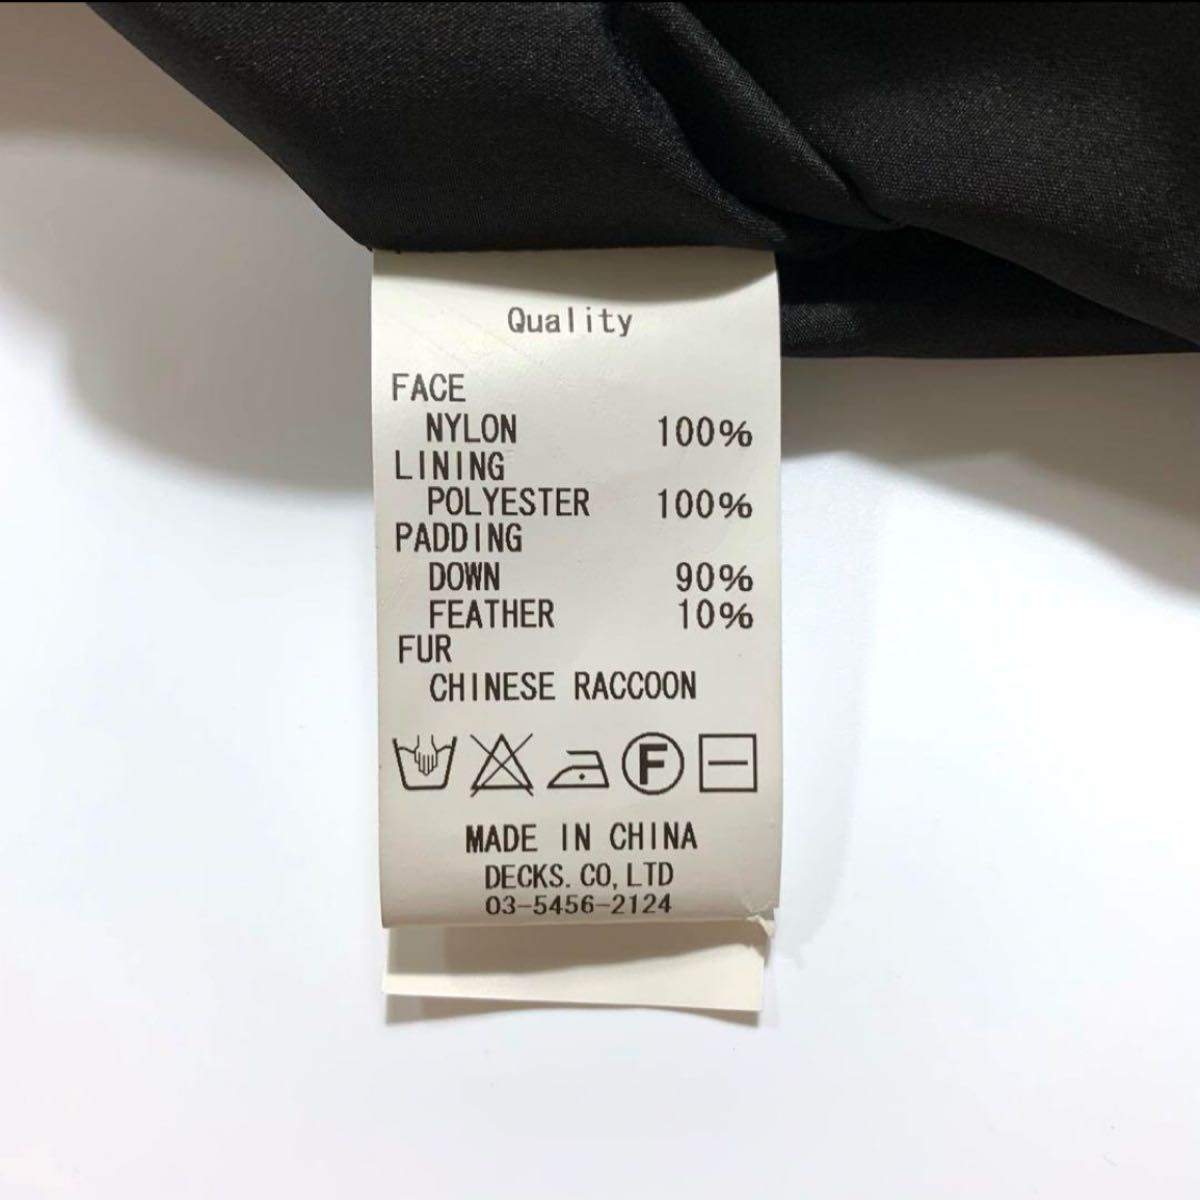 Quality
FACE
NYLON 100%
LINING
POLYESTER 100%
PADDING
DOWN 90%
FEATHER 10%
FUR
CHINESE RACCOON
F
MADE IN CHINA
DECKS. CO, LTD
03-5456-2124